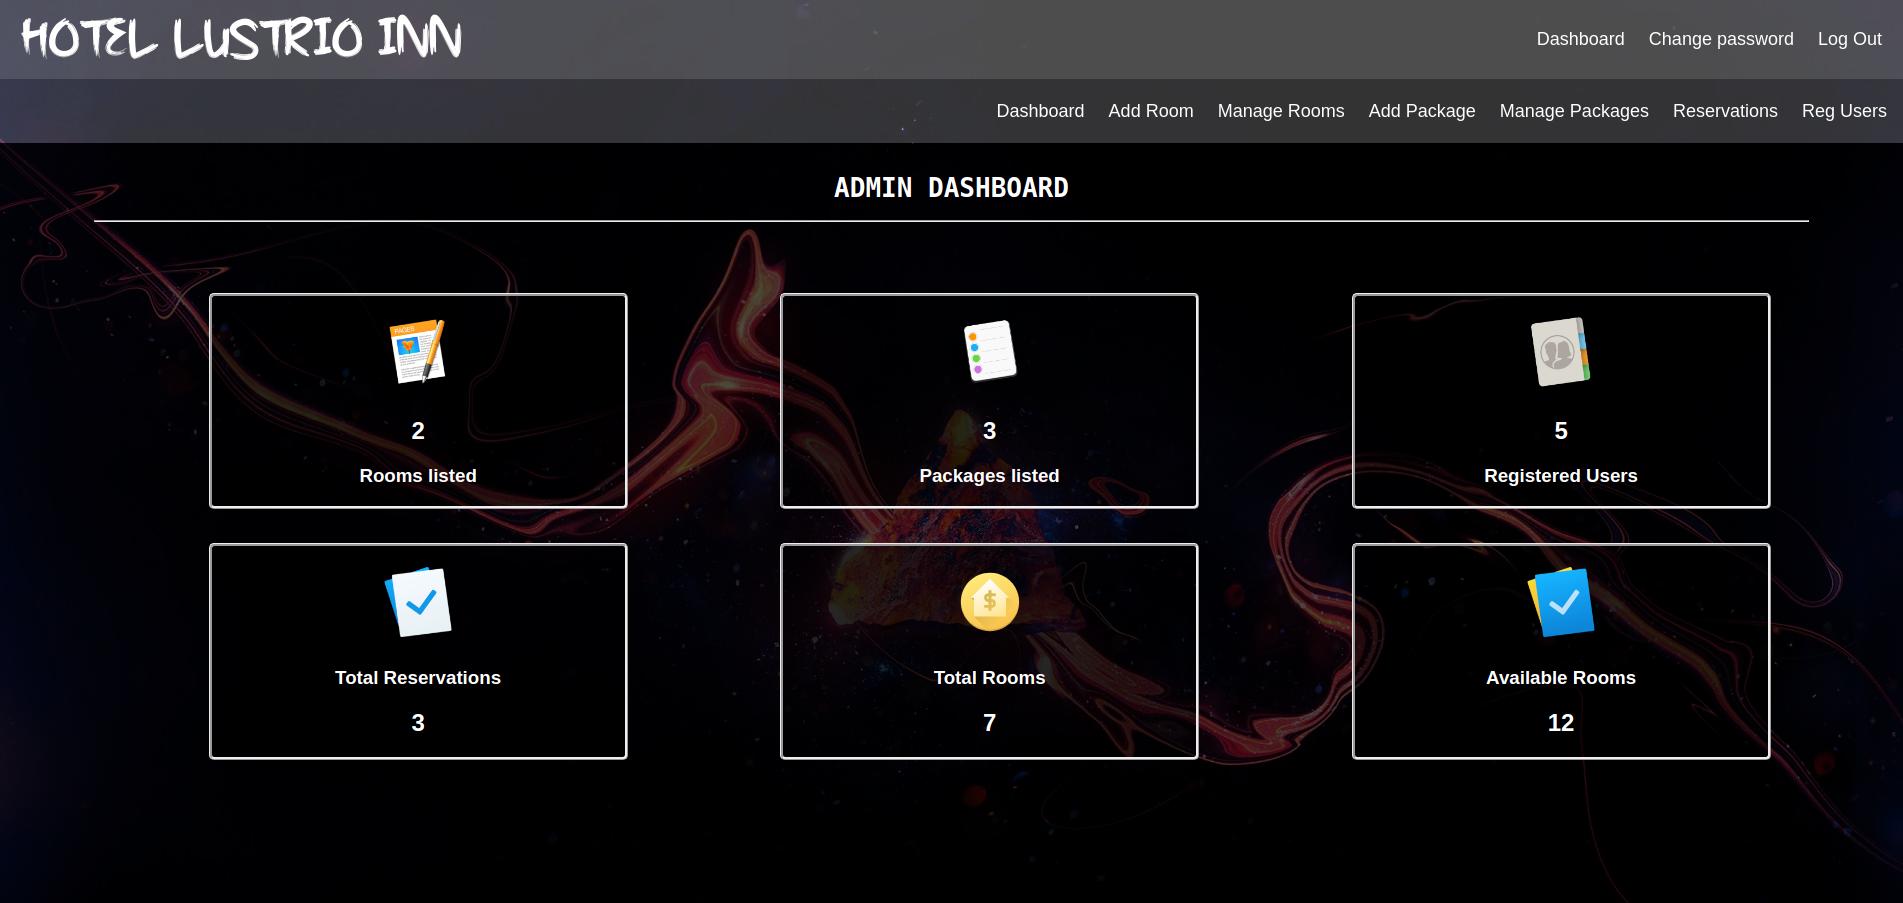 HOTEL LUSTRIO INN
Dashboard Change password Log Out
Dashboard Add Room Manage Rooms Add Package Manage Packages Reservations Reg Users
ADMIN DASHBOARD
PAGES
2
Rooms listed
3
Packages listed
5
Registered Users
Total Reservations
3
$
Total Rooms
7
Available Rooms
12